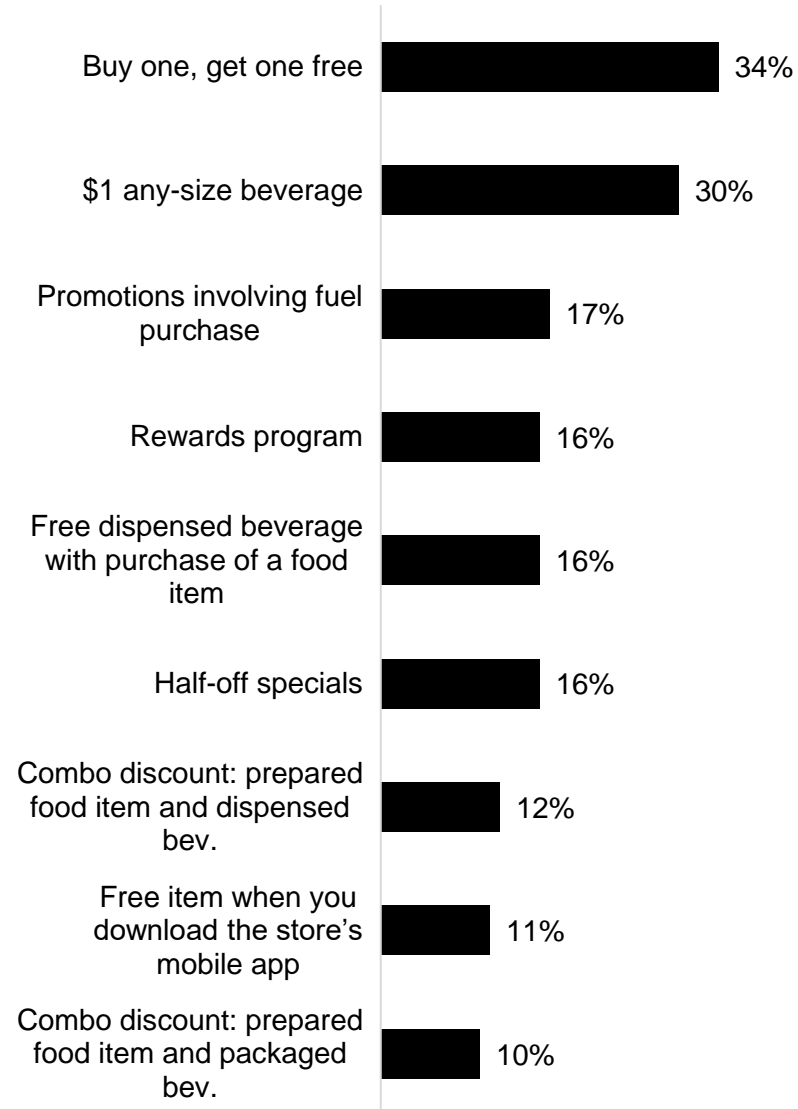 Buy one, get one free
34%
$1 any-size beverage
30%
Promotions involving fuel
purchase
17%
Rewards program
16%
Free dispensed beverage
with purchase of a food
item
16%
Half-off specials
16%
Combo discount: prepared
food item and dispensed
bev.
12%
Free item when you
download the store’s
mobile app
11%
Combo discount: prepared
food item and packaged
bev.
10%